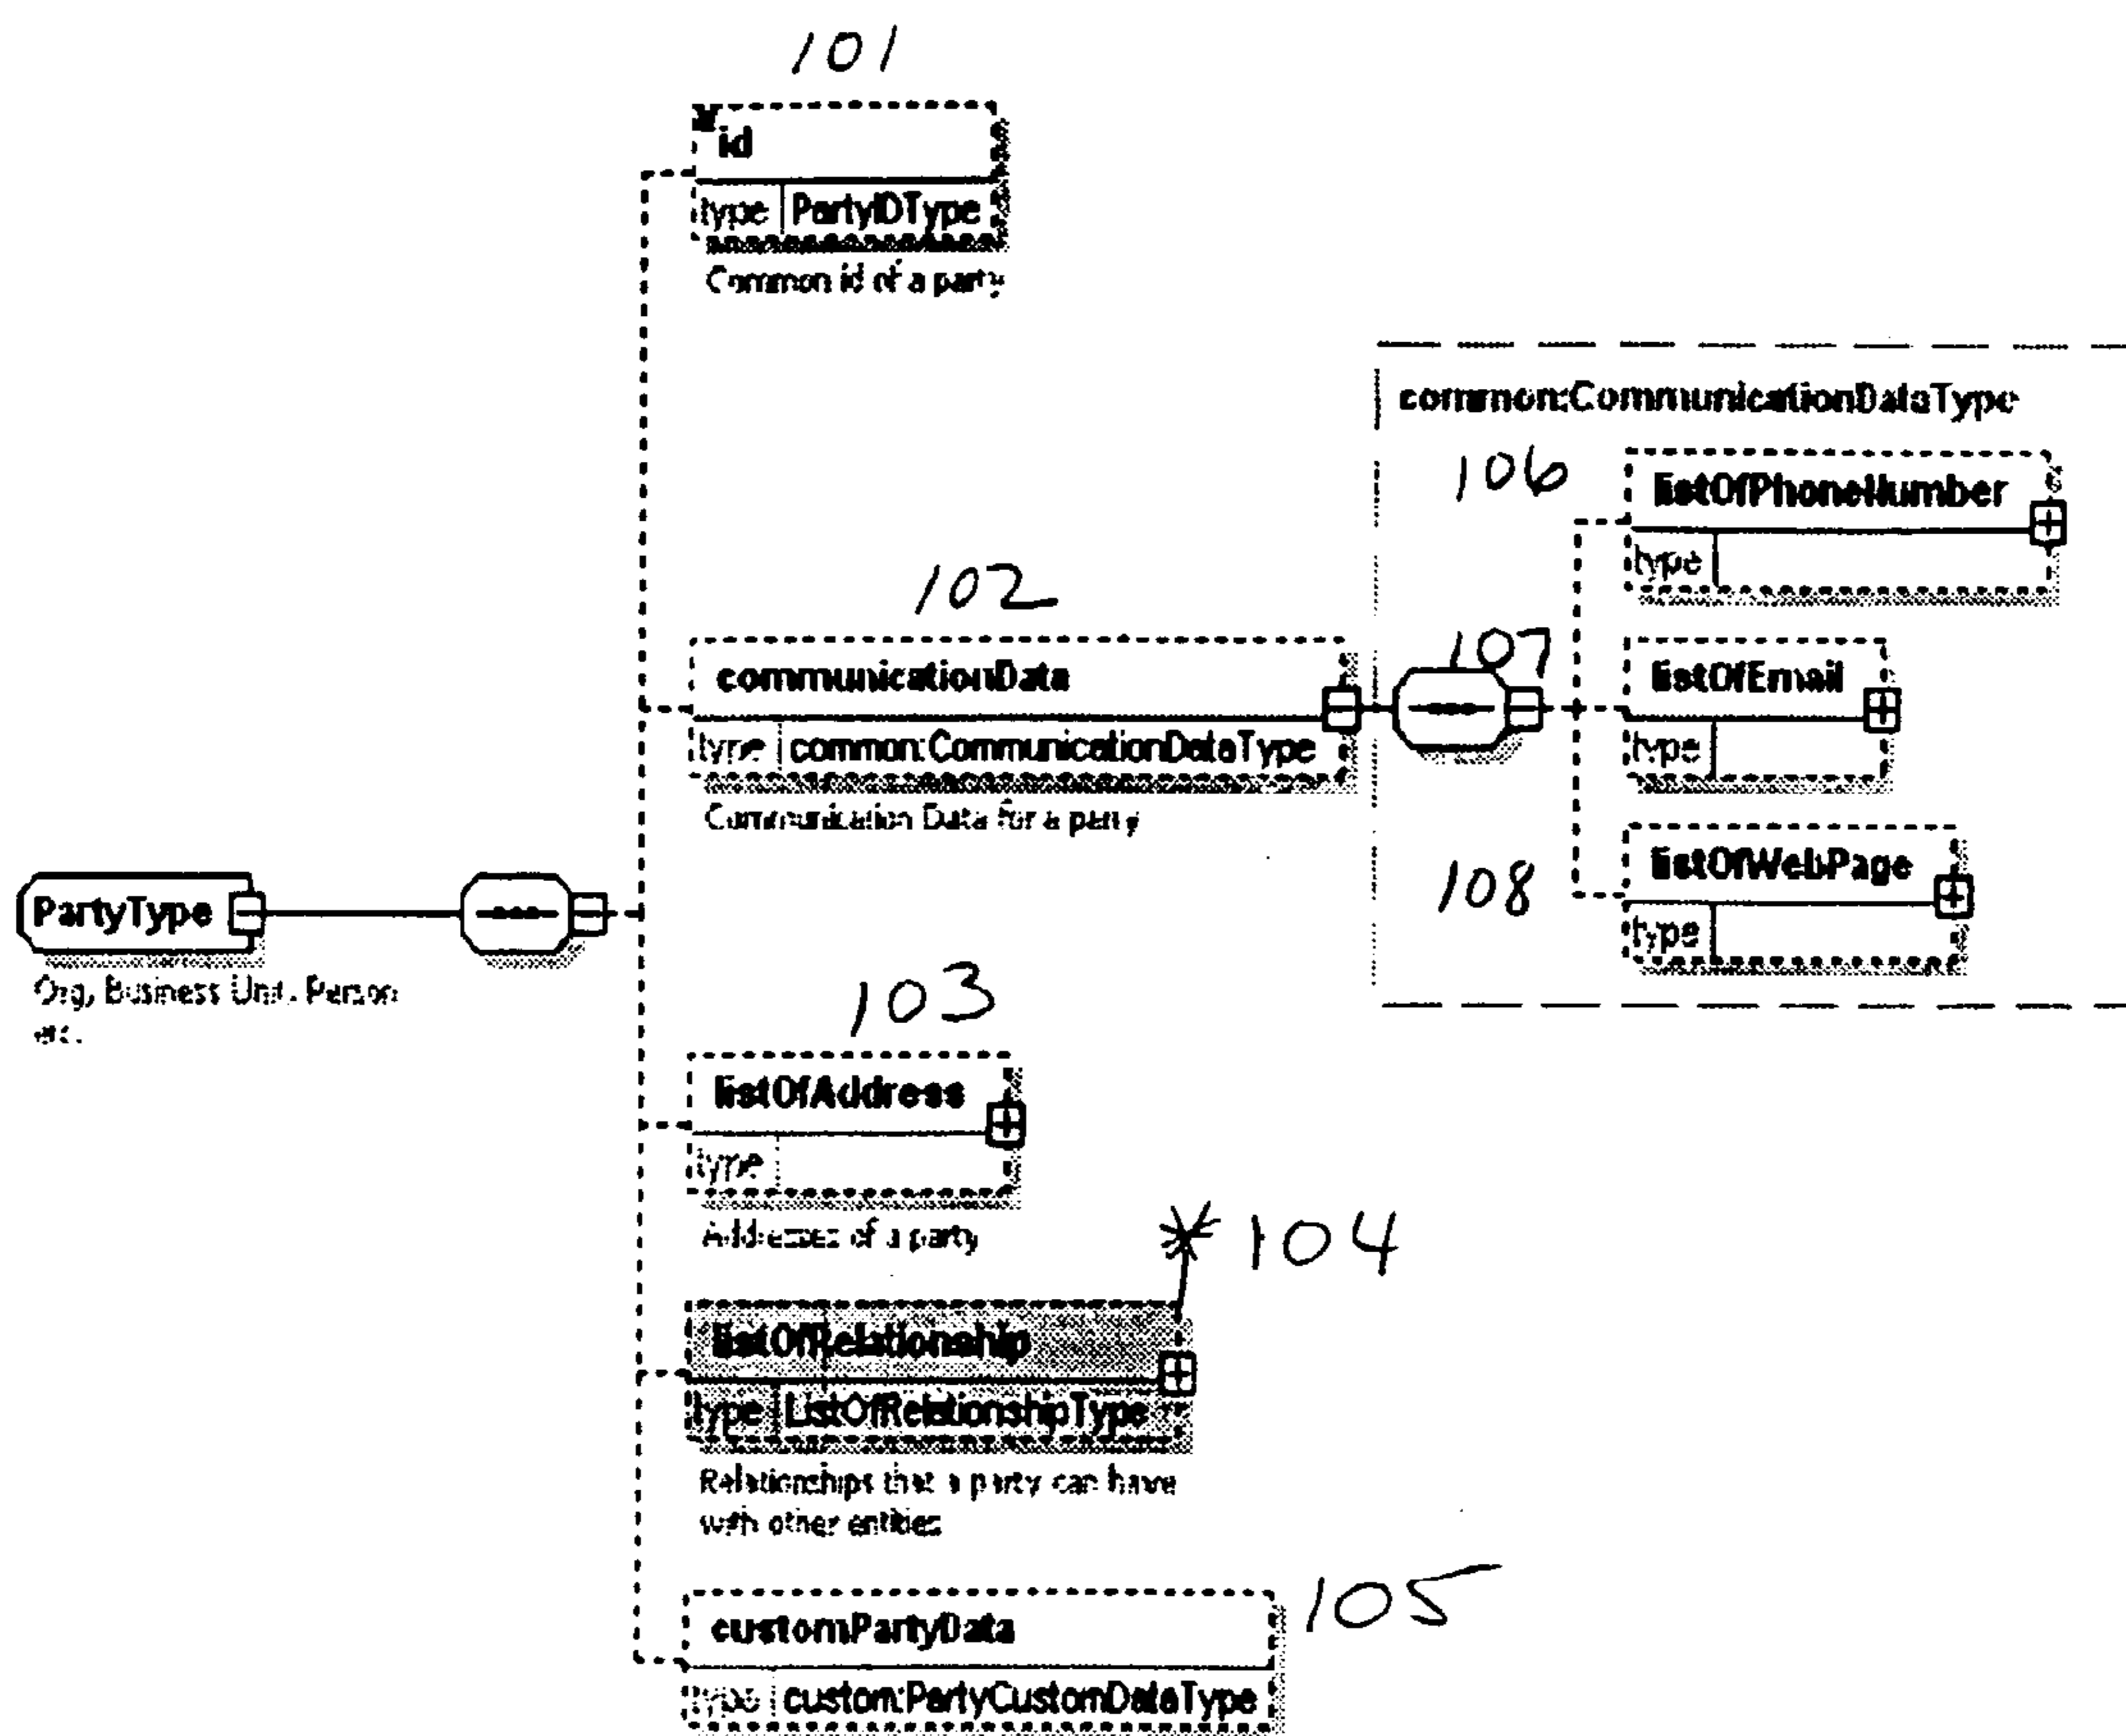 101
id
type PartyIDType
Common id of a party
common:CommunicationDataType
106
listOfPhoneNumber
type
102
communicationData
type common:CommunicationDataType
Communication Data for a party
107
listOfEmail
type
108
listOfWebPage
type
PartyType
Org, Business Unit, Person
etc.
103
listOfAddress
type
Addresses of a party
104
listOfRelationship
type ListOfRelationshipType
Relationships that a party can have
with other entities
105
customPartyData
type custom:PartyCustomDataType